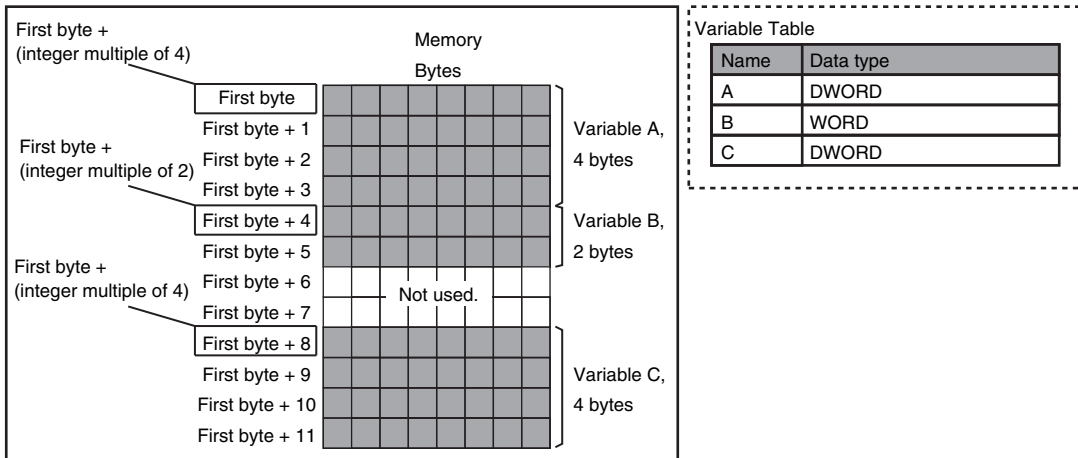 First byte +
(integer multiple of 4)
Memory
Bytes
First byte
First byte + 1
First byte + 2
First byte + 3
Variable A,
4 bytes
First byte +
(integer multiple of 2)
First byte + 4
First byte + 5
Variable B,
2 bytes
First byte + 6
First byte + 7
Not used.
First byte +
(integer multiple of 4)
First byte + 8
First byte + 9
First byte + 10
First byte + 11
Variable C,
4 bytes
Variable Table
Name Data type
A DWORD
B WORD
C DWORD